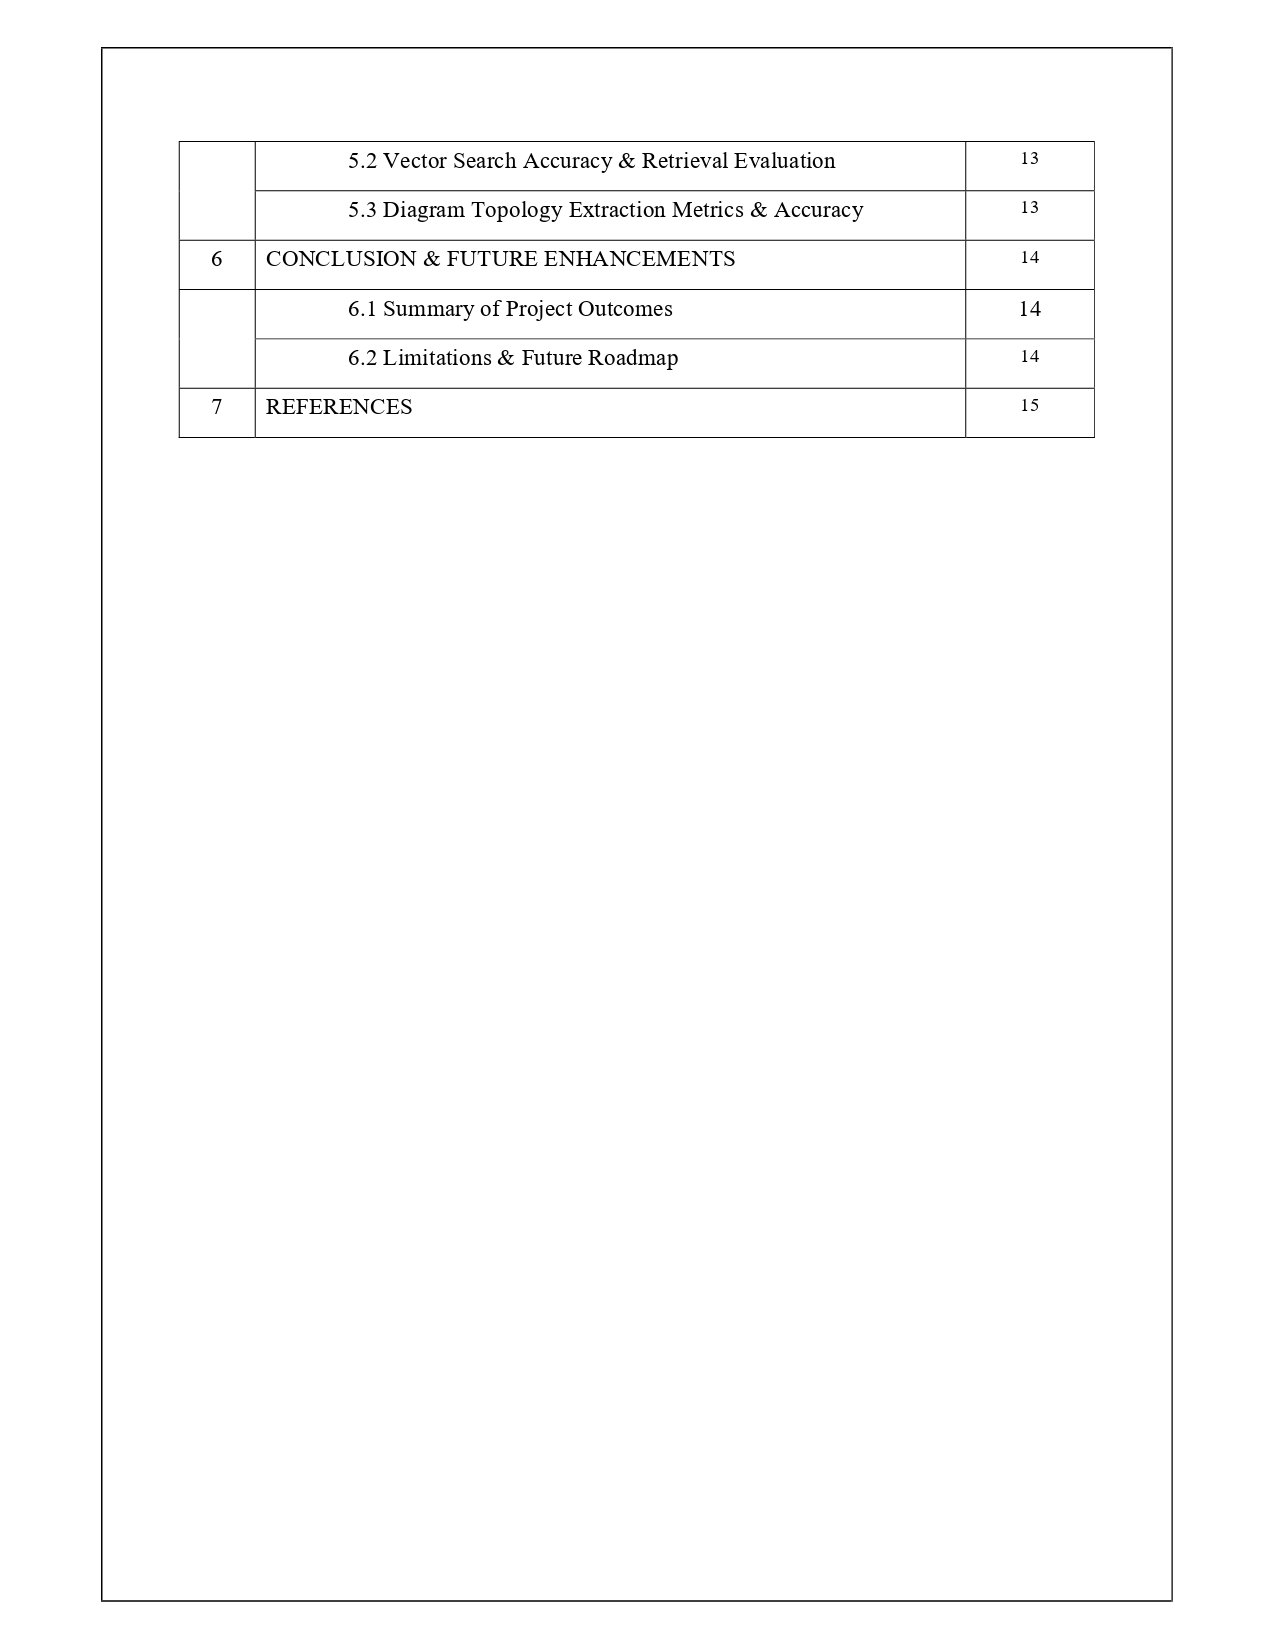 5.2 Vector Search Accuracy & Retrieval Evaluation 13
5.3 Diagram Topology Extraction Metrics & Accuracy 13
6 CONCLUSION & FUTURE ENHANCEMENTS 14
6.1 Summary of Project Outcomes 14
6.2 Limitations & Future Roadmap 14
7 REFERENCES 15